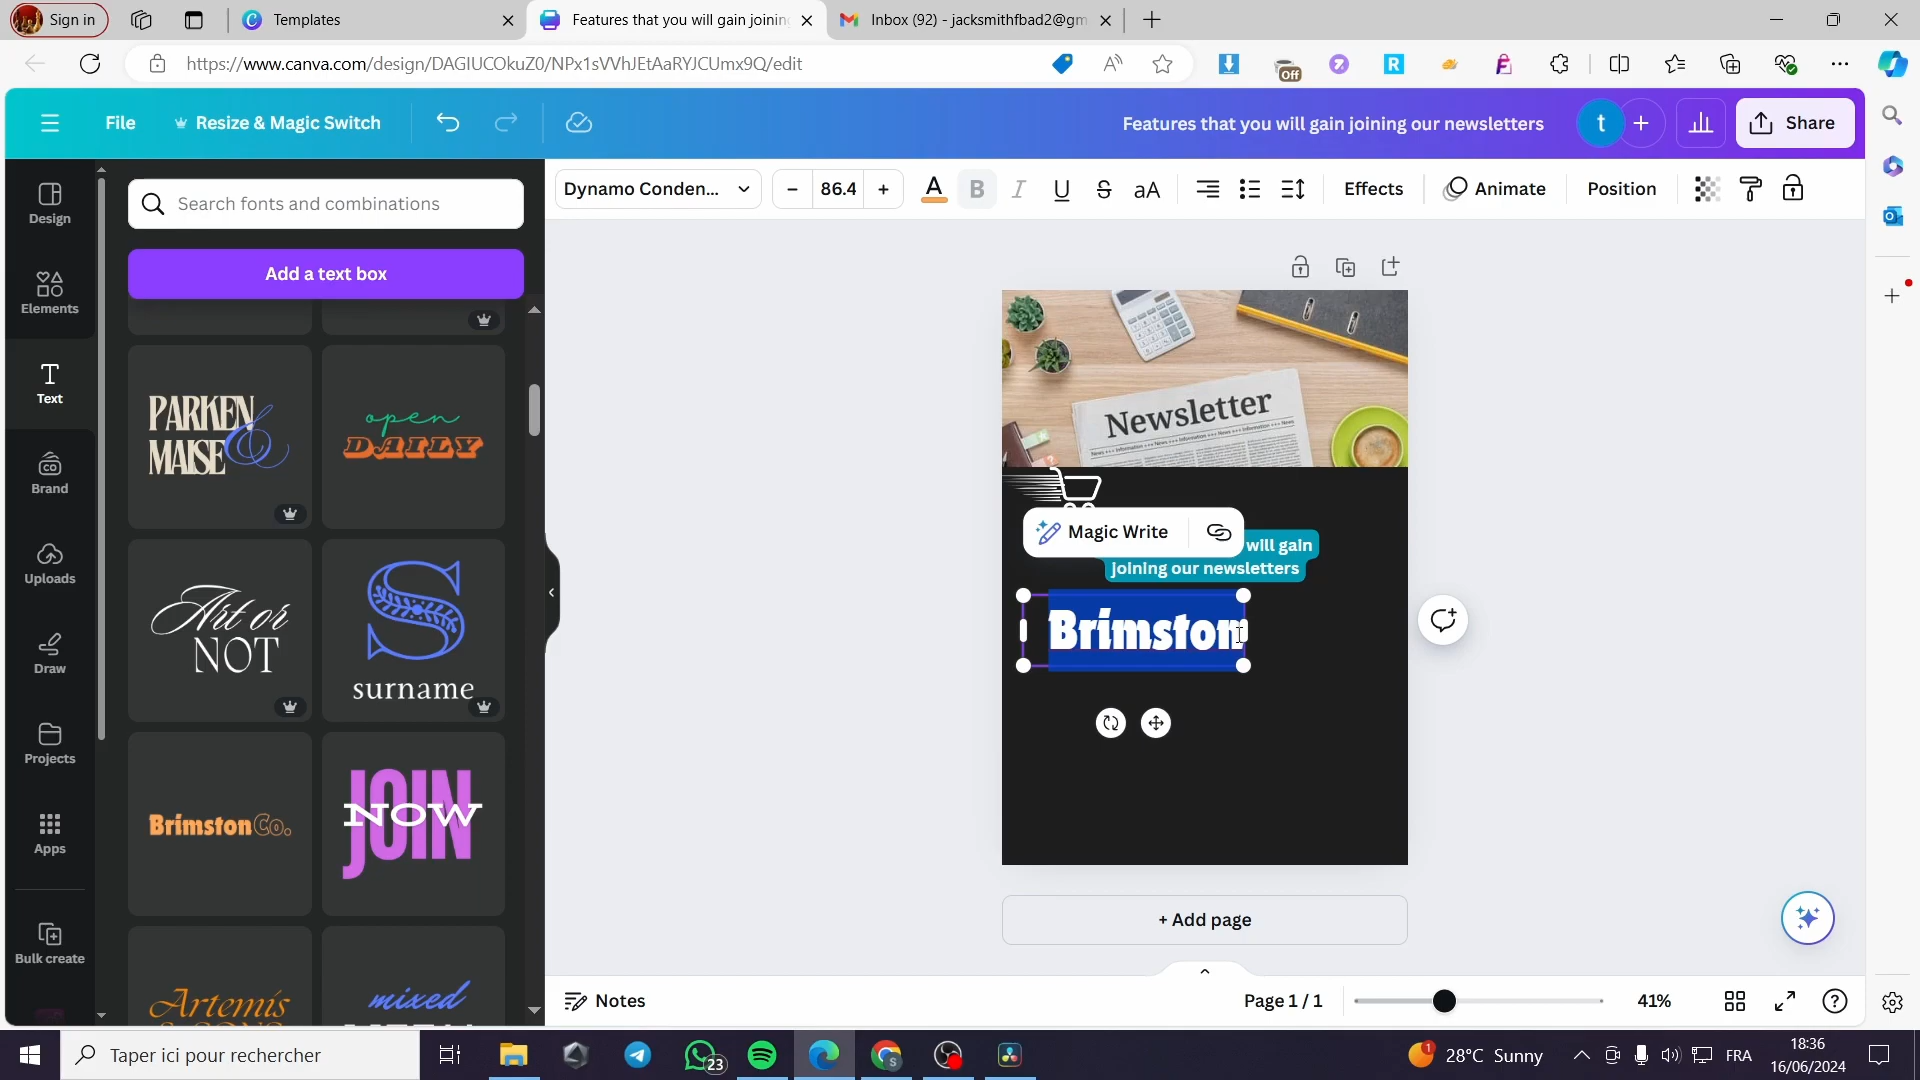 Sign in
Templates
Features that you will gain joinin
Inbox (92) - jacksmithfbad2@gm
https://www.canva.com/design/DAGIUCOkuZ0/NPx1sVVhJEtAaRYJCUmx9Q/edit
Off
File
Resize & Magic Switch
Features that you will gain joining our newsletters
t
Share
Design
Elements
Text
Brand
Uploads
Draw
Projects
Apps
Bulk create
Search fonts and combinations
Add a text box
PARKEN & MAISE
open DAILY
Art or NOT
S surname
Brimston Co.
JOIN NOW
Artemis
mixed
Dynamo Conden...
86.4
A
B
I
U
S
aA
Effects
Animate
Position
Newsletter
Magic Write
will gain
joining our newsletters
Brimston
+ Add page
Notes
Page 1 / 1
41%
Taper ici pour rechercher
23
28°C Sunny
FRA
18:36
16/06/2024